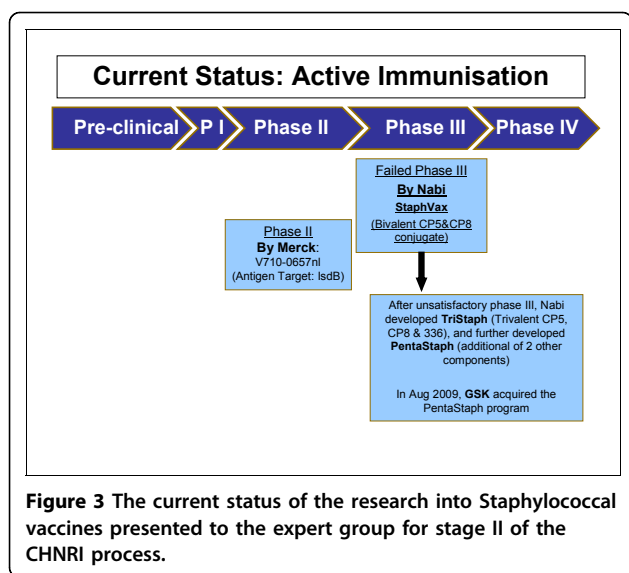 Current Status: Active Immunisation
Pre-clinical P I Phase II Phase III Phase IV
Failed Phase III
By Nabi
StaphVax
(Bivalent CP5&CP8
conjugate)
Phase II
By Merck:
V710-0657nl
(Antigen Target: IsdB)
After unsatisfactory phase III, Nabi
developed TriStaph (Trivalent CP5,
CP8 & 336), and further developed
PentaStaph (additional of 2 other
components)
In Aug 2009, GSK acquired the
PentaStaph program
Figure 3 The current status of the research into Staphylococcal
vaccines presented to the expert group for stage II of the
CHNRI process.